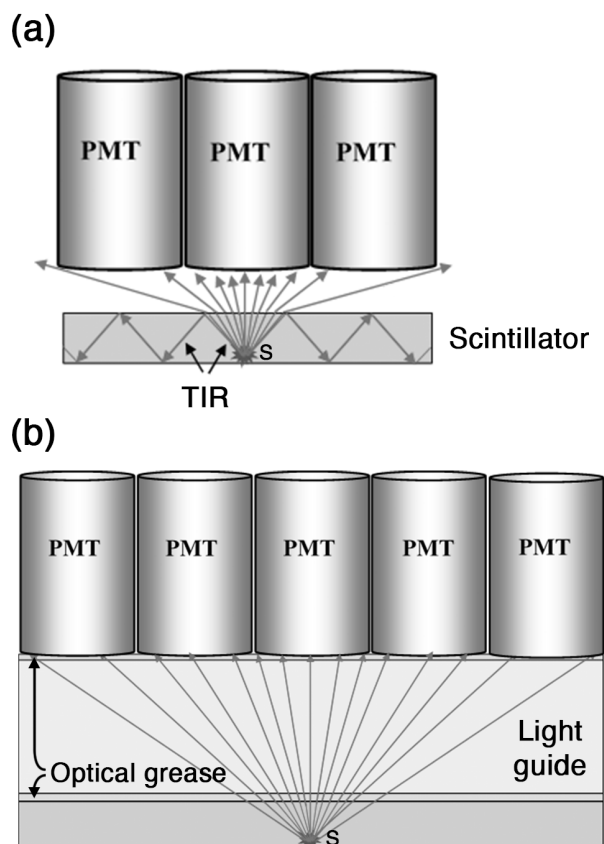 (a)
PMT PMT PMT
S
Scintillator
TIR
(b)
PMT PMT PMT PMT PMT
Light
guide
Optical grease
S